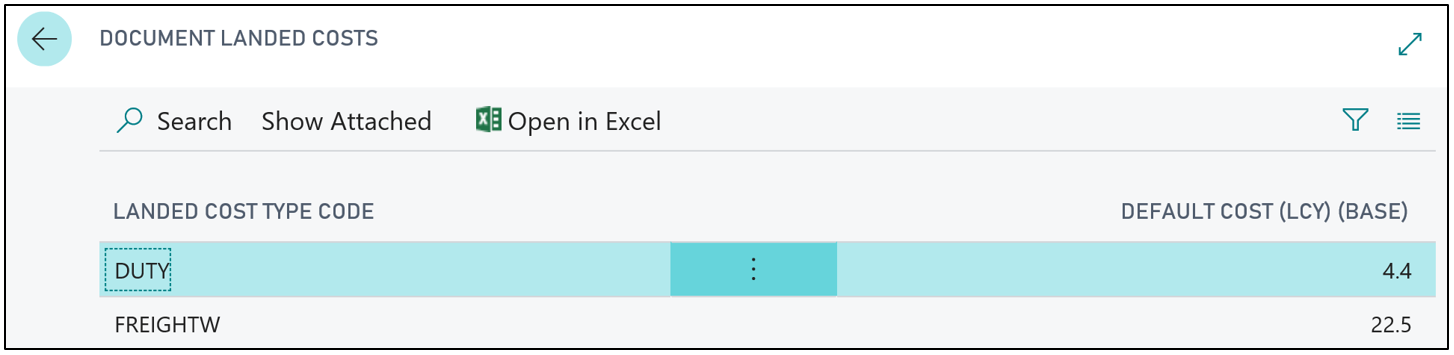 DOCUMENT LANDED COSTS
Search Show Attached Open in Excel
LANDED COST TYPE CODE DEFAULT COST (LCY) (BASE)
DUTY 4.4
FREIGHTW 22.5